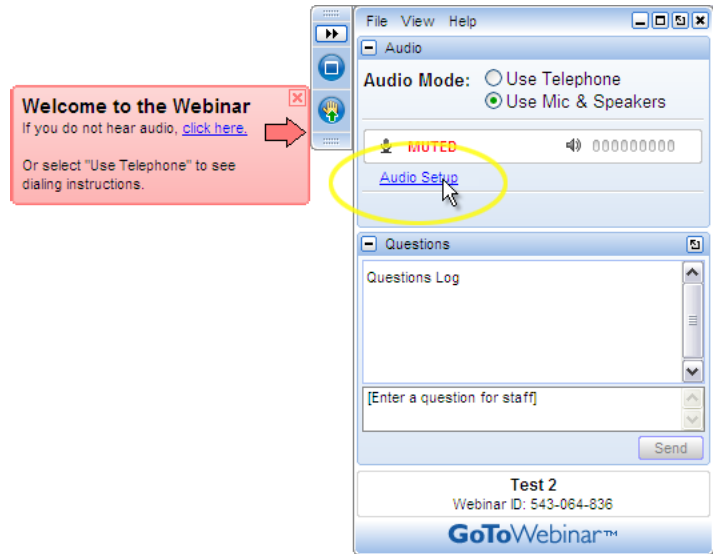 File View Help
Audio
Audio Mode: Use Telephone
Use Mic & Speakers
Welcome to the Webinar
If you do not hear audio, click here.
Or select "Use Telephone" to see
dialing instructions.
MUTED 000000000
Audio Setup
Questions
Questions Log
[Enter a question for staff]
Send
Test 2
Webinar ID: 543-064-836
GoToWebinar™